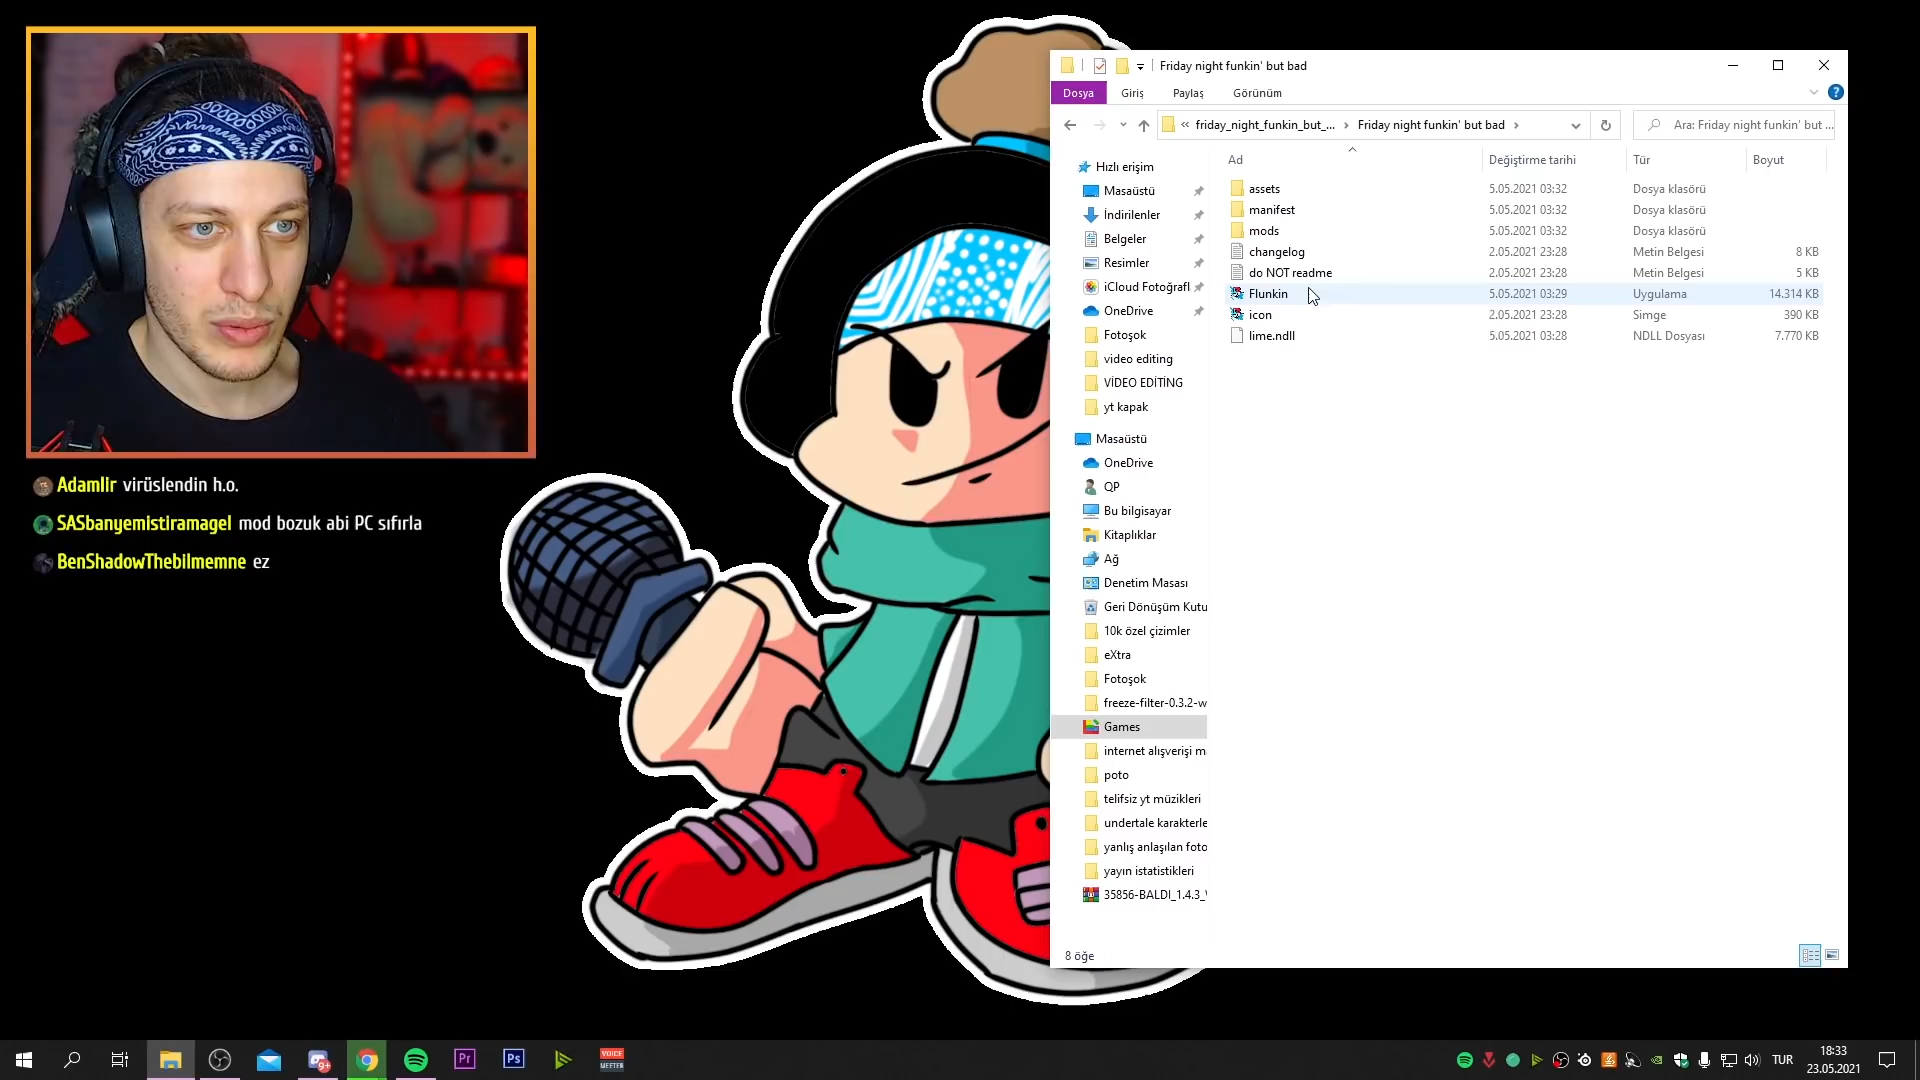 Friday night funkin' but bad
Dosya
Giriş
Paylaş
Görünüm
friday_night_funkin_but_...
Friday night funkin' but bad
Ara: Friday night funkin' but ...
Ad
Değiştirme tarihi
Tür
Boyut
assets 5.05.2021 03:32 Dosya klasörü
manifest 5.05.2021 03:32 Dosya klasörü
mods 5.05.2021 03:32 Dosya klasörü
changelog 2.05.2021 23:28 Metin Belgesi 8 KB
do NOT readme 2.05.2021 23:28 Metin Belgesi 5 KB
Flunkin 5.05.2021 03:29 Uygulama 14.314 KB
icon 2.05.2021 23:28 Simge 390 KB
lime.ndll 5.05.2021 03:28 NDLL Dosyası 7.770 KB
Hızlı erişim
Masaüstü
İndirilenler
Belgeler
Resimler
iCloud Fotoğrafl
OneDrive
Fotoşok
video editing
VİDEO EDİTİNG
yt kapak
Masaüstü
OneDrive
QP
Bu bilgisayar
Kitaplıklar
Ağ
Denetim Masası
Geri Dönüşüm Kutu
10k özel çizimler
eXtra
Fotoşok
freeze-filter-0.3.2-w
Games
internet alışverişi m
poto
telifsiz yt müzikleri
undertale karakterle
yanlış anlaşılan foto
yayın istatistikleri
35856-BALDI_1.4.3_
8 öğe
Adamlir virüslendin h.o.
SASbanyemistiramagel mod bozuk abi PC sıfırla
BenShadowThebilmemne ez
9+
Pr
Ps
VOICE
MEETER
TUR
18:33
23.05.2021